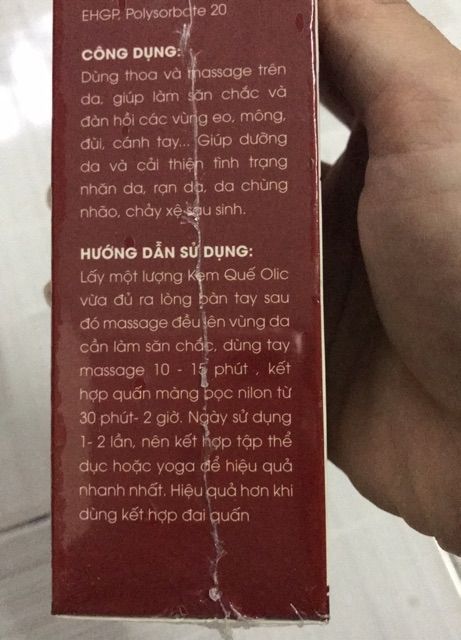 EHGP, Polysorbate 20
CÔNG DỤNG:
Dùng thoa và massage trên
da, giúp làm săn chắc và
đàn hồi các vùng eo, mông,
đùi, cánh tay... Giúp dưỡng
da và cải thiện tình trạng
nhăn da, rạn da, da chùng
nhão, chảy xệ sau sinh.
HƯỚNG DẪN SỬ DỤNG:
Lấy một lượng Kem Quế Olic
vừa đủ ra lòng bàn tay sau
đó massage đều lên vùng da
cần làm săn chắc, dùng tay
massage 10 - 15 phút , kết
hợp quấn màng bọc nilon từ
30 phút- 2 giờ. Ngày sử dụng
1- 2 lần, nên kết hợp tập thể
dục hoặc yoga để hiệu quả
nhanh nhất. Hiệu quả hơn khi
dùng kết hợp đai quấn